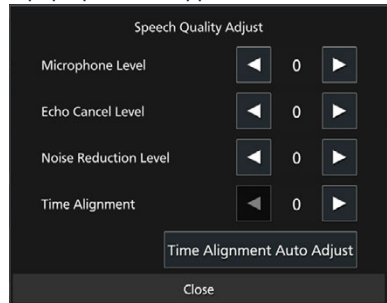 Speech Quality Adjust
Microphone Level 0
Echo Cancel Level 0
Noise Reduction Level 0
Time Alignment 0
Time Alignment Auto Adjust
Close